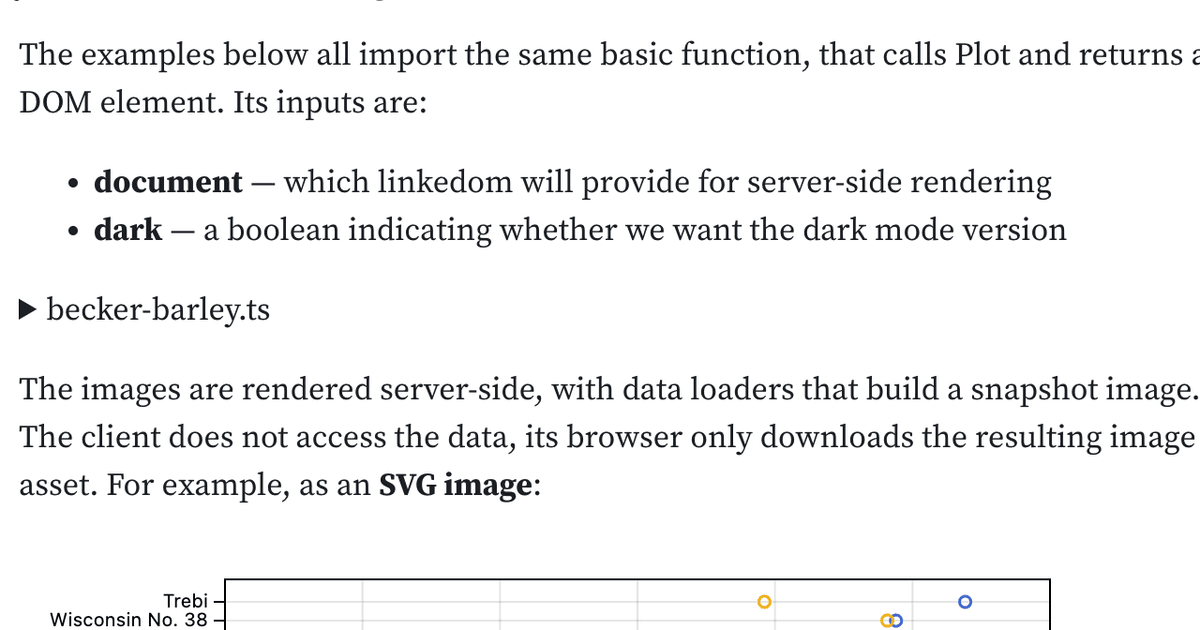 The examples below all import the same basic function, that calls Plot and returns a
DOM element. Its inputs are:
• document — which linkedom will provide for server-side rendering
• dark — a boolean indicating whether we want the dark mode version
▶ becker-barley.ts
The images are rendered server-side, with data loaders that build a snapshot image.
The client does not access the data, its browser only downloads the resulting image
asset. For example, as an SVG image:
Trebi
Wisconsin No. 38